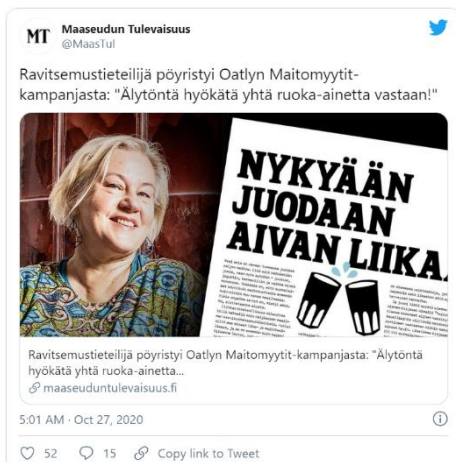 MT
Maaseudun Tulevaisuus
@MaasTul
Ravitsemustieteilijä pöyristyi Oatlyn Maitomyytit-
kampanjasta: "Älytöntä hyökätä yhtä ruoka-ainetta vastaan!"
NYKYÄÄN
JUODAAN
AIVAN LIIKA
Ravitsemustieteilijä pöyristyi Oatlyn Maitomyytit-kampanjasta: "Älytöntä
hyökätä yhtä ruoka-ainetta...
maaseuduntulevaisuus.fi
5:01 AM · Oct 27, 2020
52 15 Copy link to Tweet